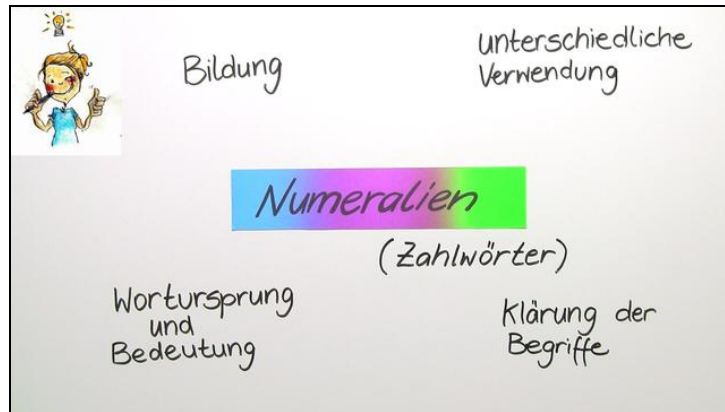 Bildung
unterschiedliche
Verwendung
Numeralien
(Zahlwörter)
Wortursprung
und
Bedeutung
Klärung der
Begriffe